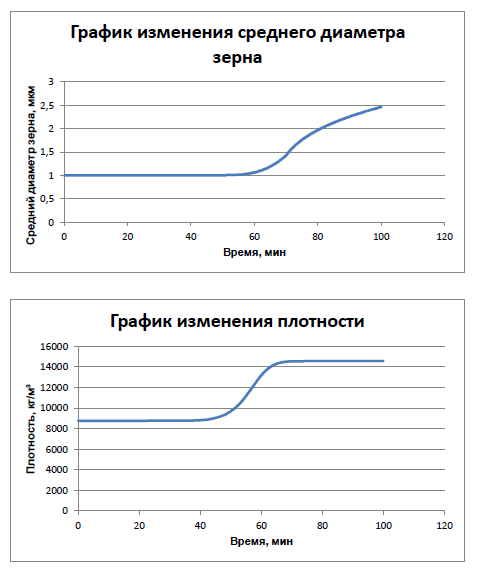 График изменения среднего диаметра
зерна
Средний диаметр зерна, мкм
3
2,5
2
1,5
1
0,5
0
0 20 40 60 80 100 120
Время, мин
График изменения плотности
Плотность, кг/м³
16000
14000
12000
10000
8000
6000
4000
2000
0
0 20 40 60 80 100 120
Время, мин